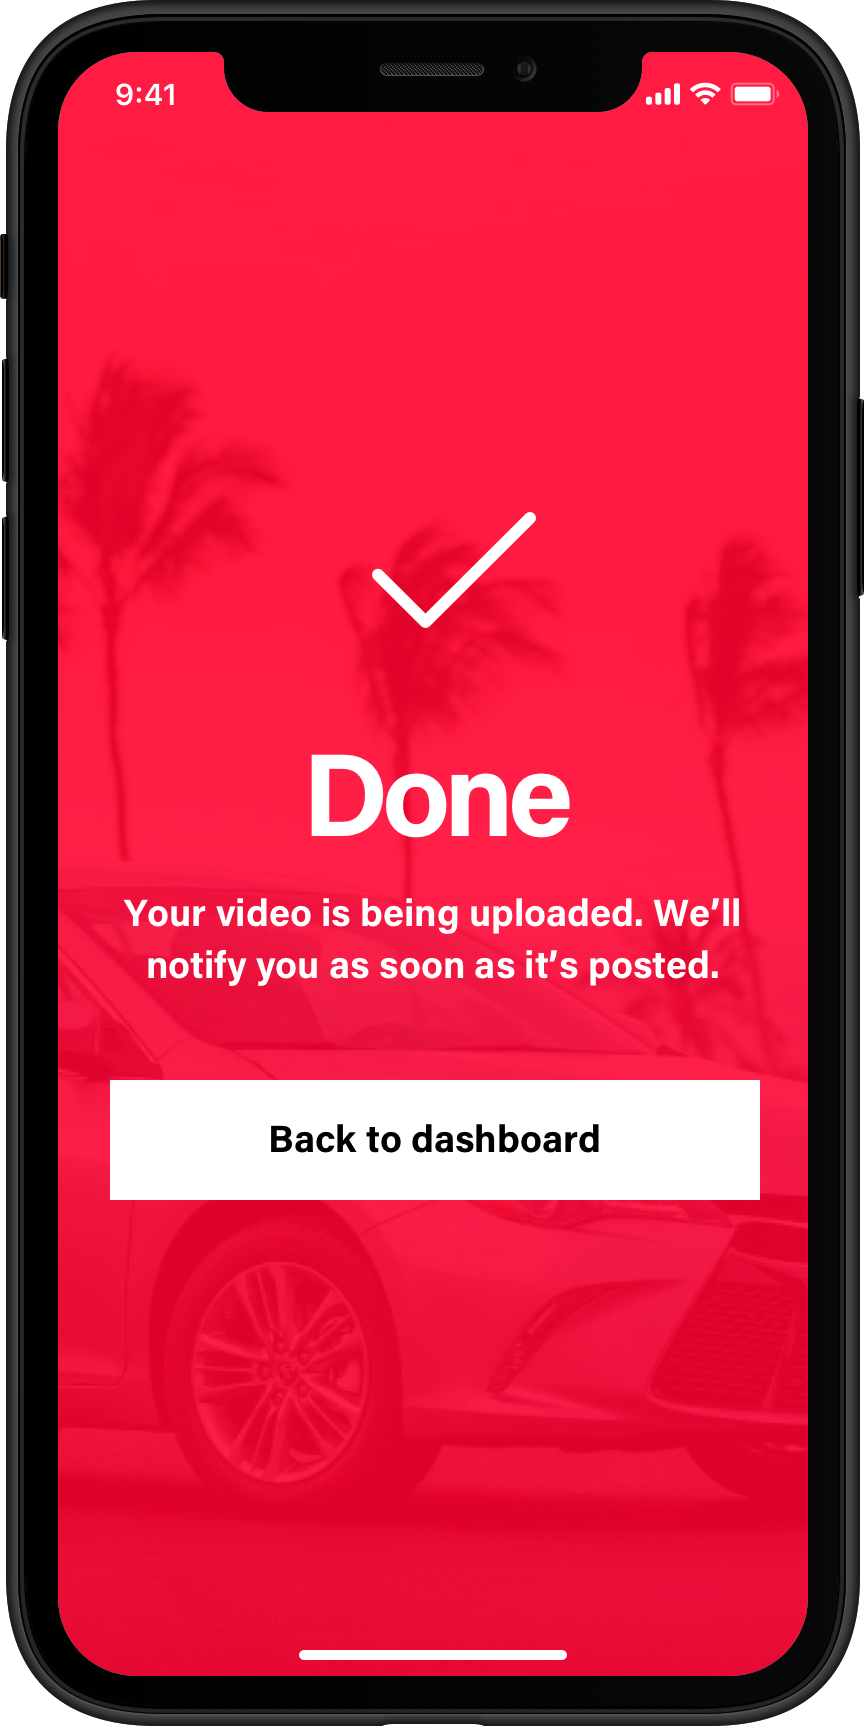 9:41
Done
Your video is being uploaded. We’ll
notify you as soon as it’s posted.
Back to dashboard